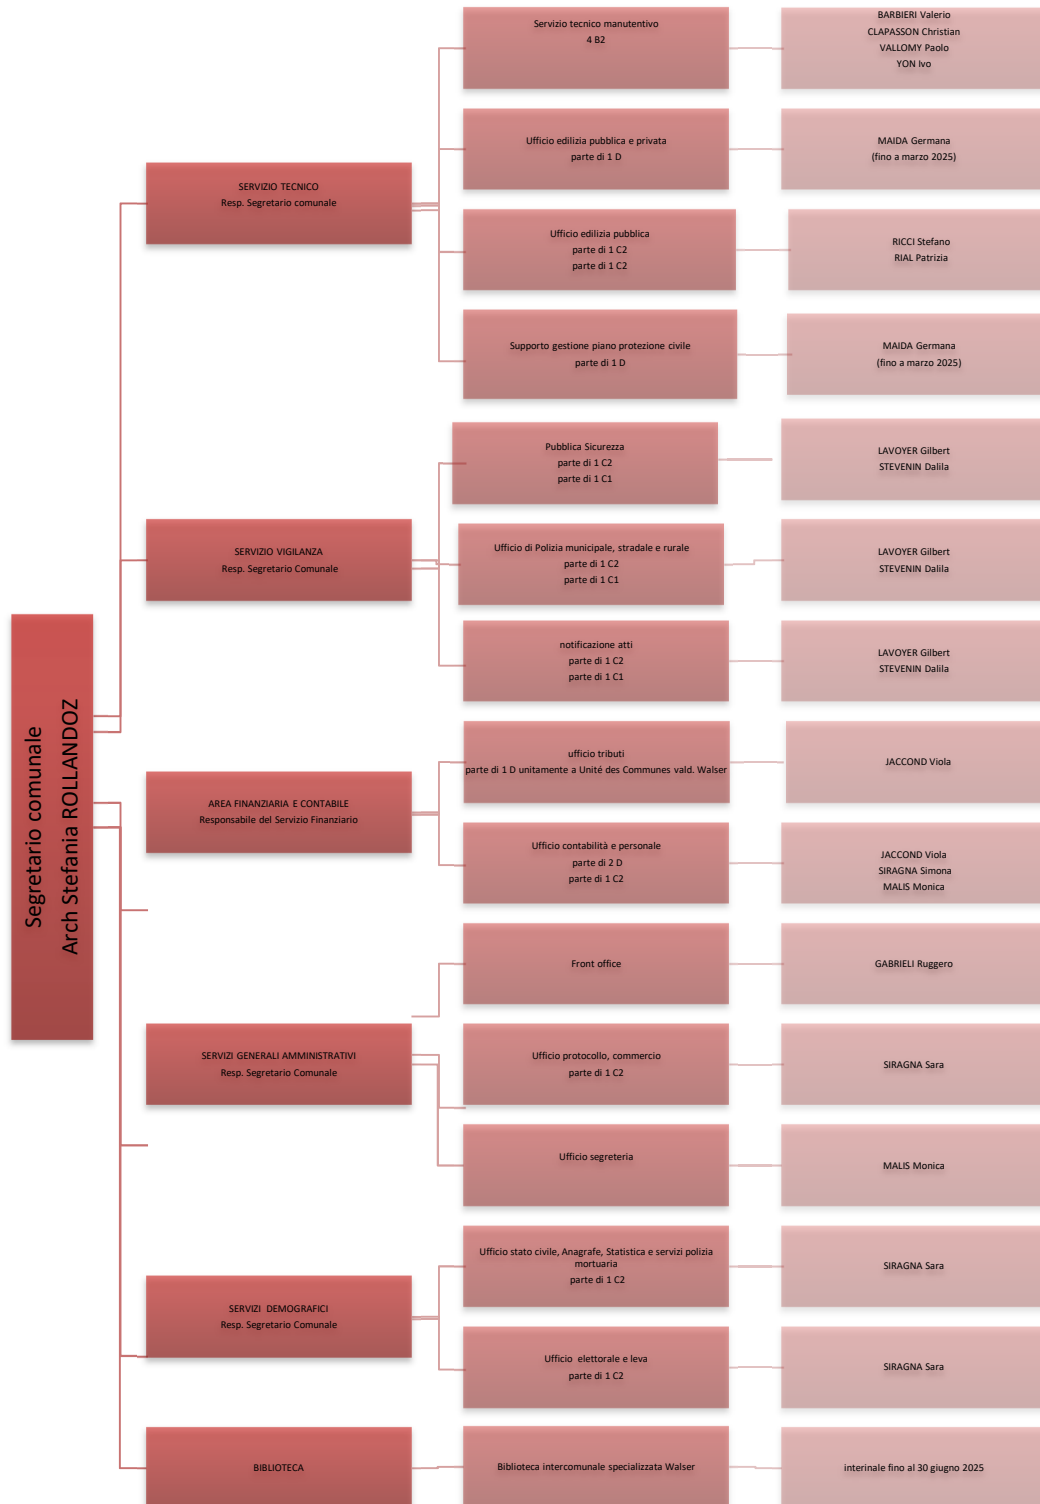 Segretario comunale
Arch Stefania ROLLANDOZ
SERVIZIO TECNICO
Resp. Segretario comunale
Servizio tecnico manutentivo
4 B2
BARBIERI Valerio
CLAPASSON Christian
VALLOMY Paolo
YON Ivo
Ufficio edilizia pubblica e privata
parte di 1 D
MAIDA Germana
(fino a marzo 2025)
Ufficio edilizia pubblica
parte di 1 C2
parte di 1 C2
RICCI Stefano
RIAL Patrizia
Supporto gestione piano protezione civile
parte di 1 D
MAIDA Germana
(fino a marzo 2025)
SERVIZIO VIGILANZA
Resp. Segretario Comunale
Pubblica Sicurezza
parte di 1 C2
parte di 1 C1
LAVOYER Gilbert
STEVENIN Dalila
Ufficio di Polizia municipale, stradale e rurale
parte di 1 C2
parte di 1 C1
LAVOYER Gilbert
STEVENIN Dalila
notificazione atti
parte di 1 C2
parte di 1 C1
LAVOYER Gilbert
STEVENIN Dalila
AREA FINANZIARIA E CONTABILE
Responsabile del Servizio Finanziario
ufficio tributi
parte di 1 D unitamente a Unité des Communes vald. Walser
JACCOND Viola
Ufficio contabilità e personale
parte di 2 D
parte di 1 C2
JACCOND Viola
SIRAGNA Simona
MALIS Monica
SERVIZI GENERALI AMMINISTRATIVI
Resp. Segretario Comunale
Front office
GABRIELI Ruggero
Ufficio protocollo, commercio
parte di 1 C2
SIRAGNA Sara
Ufficio segreteria
MALIS Monica
SERVIZI DEMOGRAFICI
Resp. Segretario Comunale
Ufficio stato civile, Anagrafe, Statistica e servizi polizia
mortuaria
parte di 1 C2
SIRAGNA Sara
Ufficio elettorale e leva
parte di 1 C2
SIRAGNA Sara
BIBLIOTECA
Biblioteca intercomunale specializzata Walser
interinale fino al 30 giugno 2025